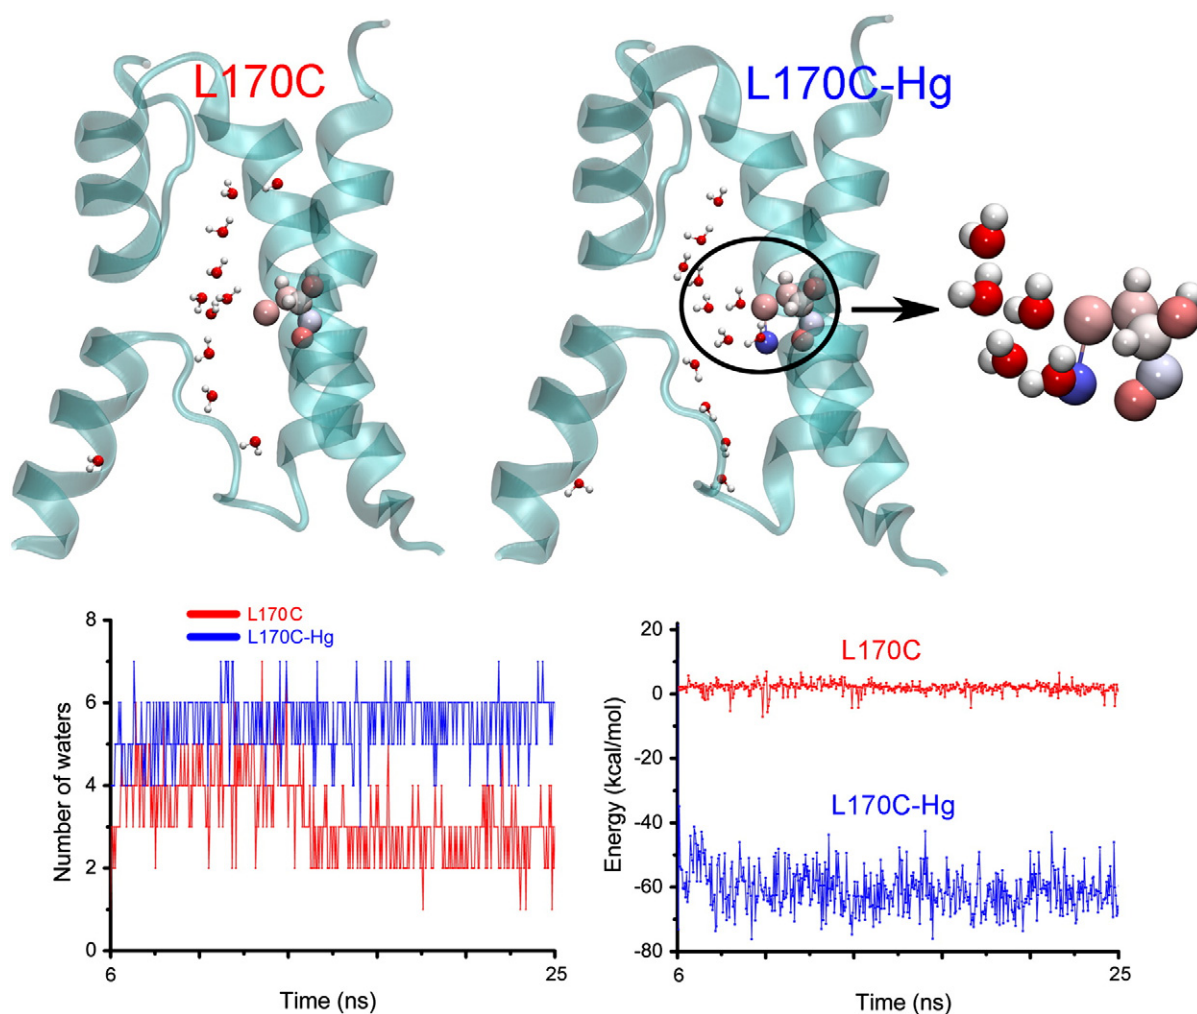 L170C
L170C-Hg
8
6
4
2
0
Number of waters
L170C
L170C-Hg
6
25
Time (ns)
20
0
-20
-40
-60
-80
Energy (kcal/mol)
L170C
L170C-Hg
6
25
Time (ns)